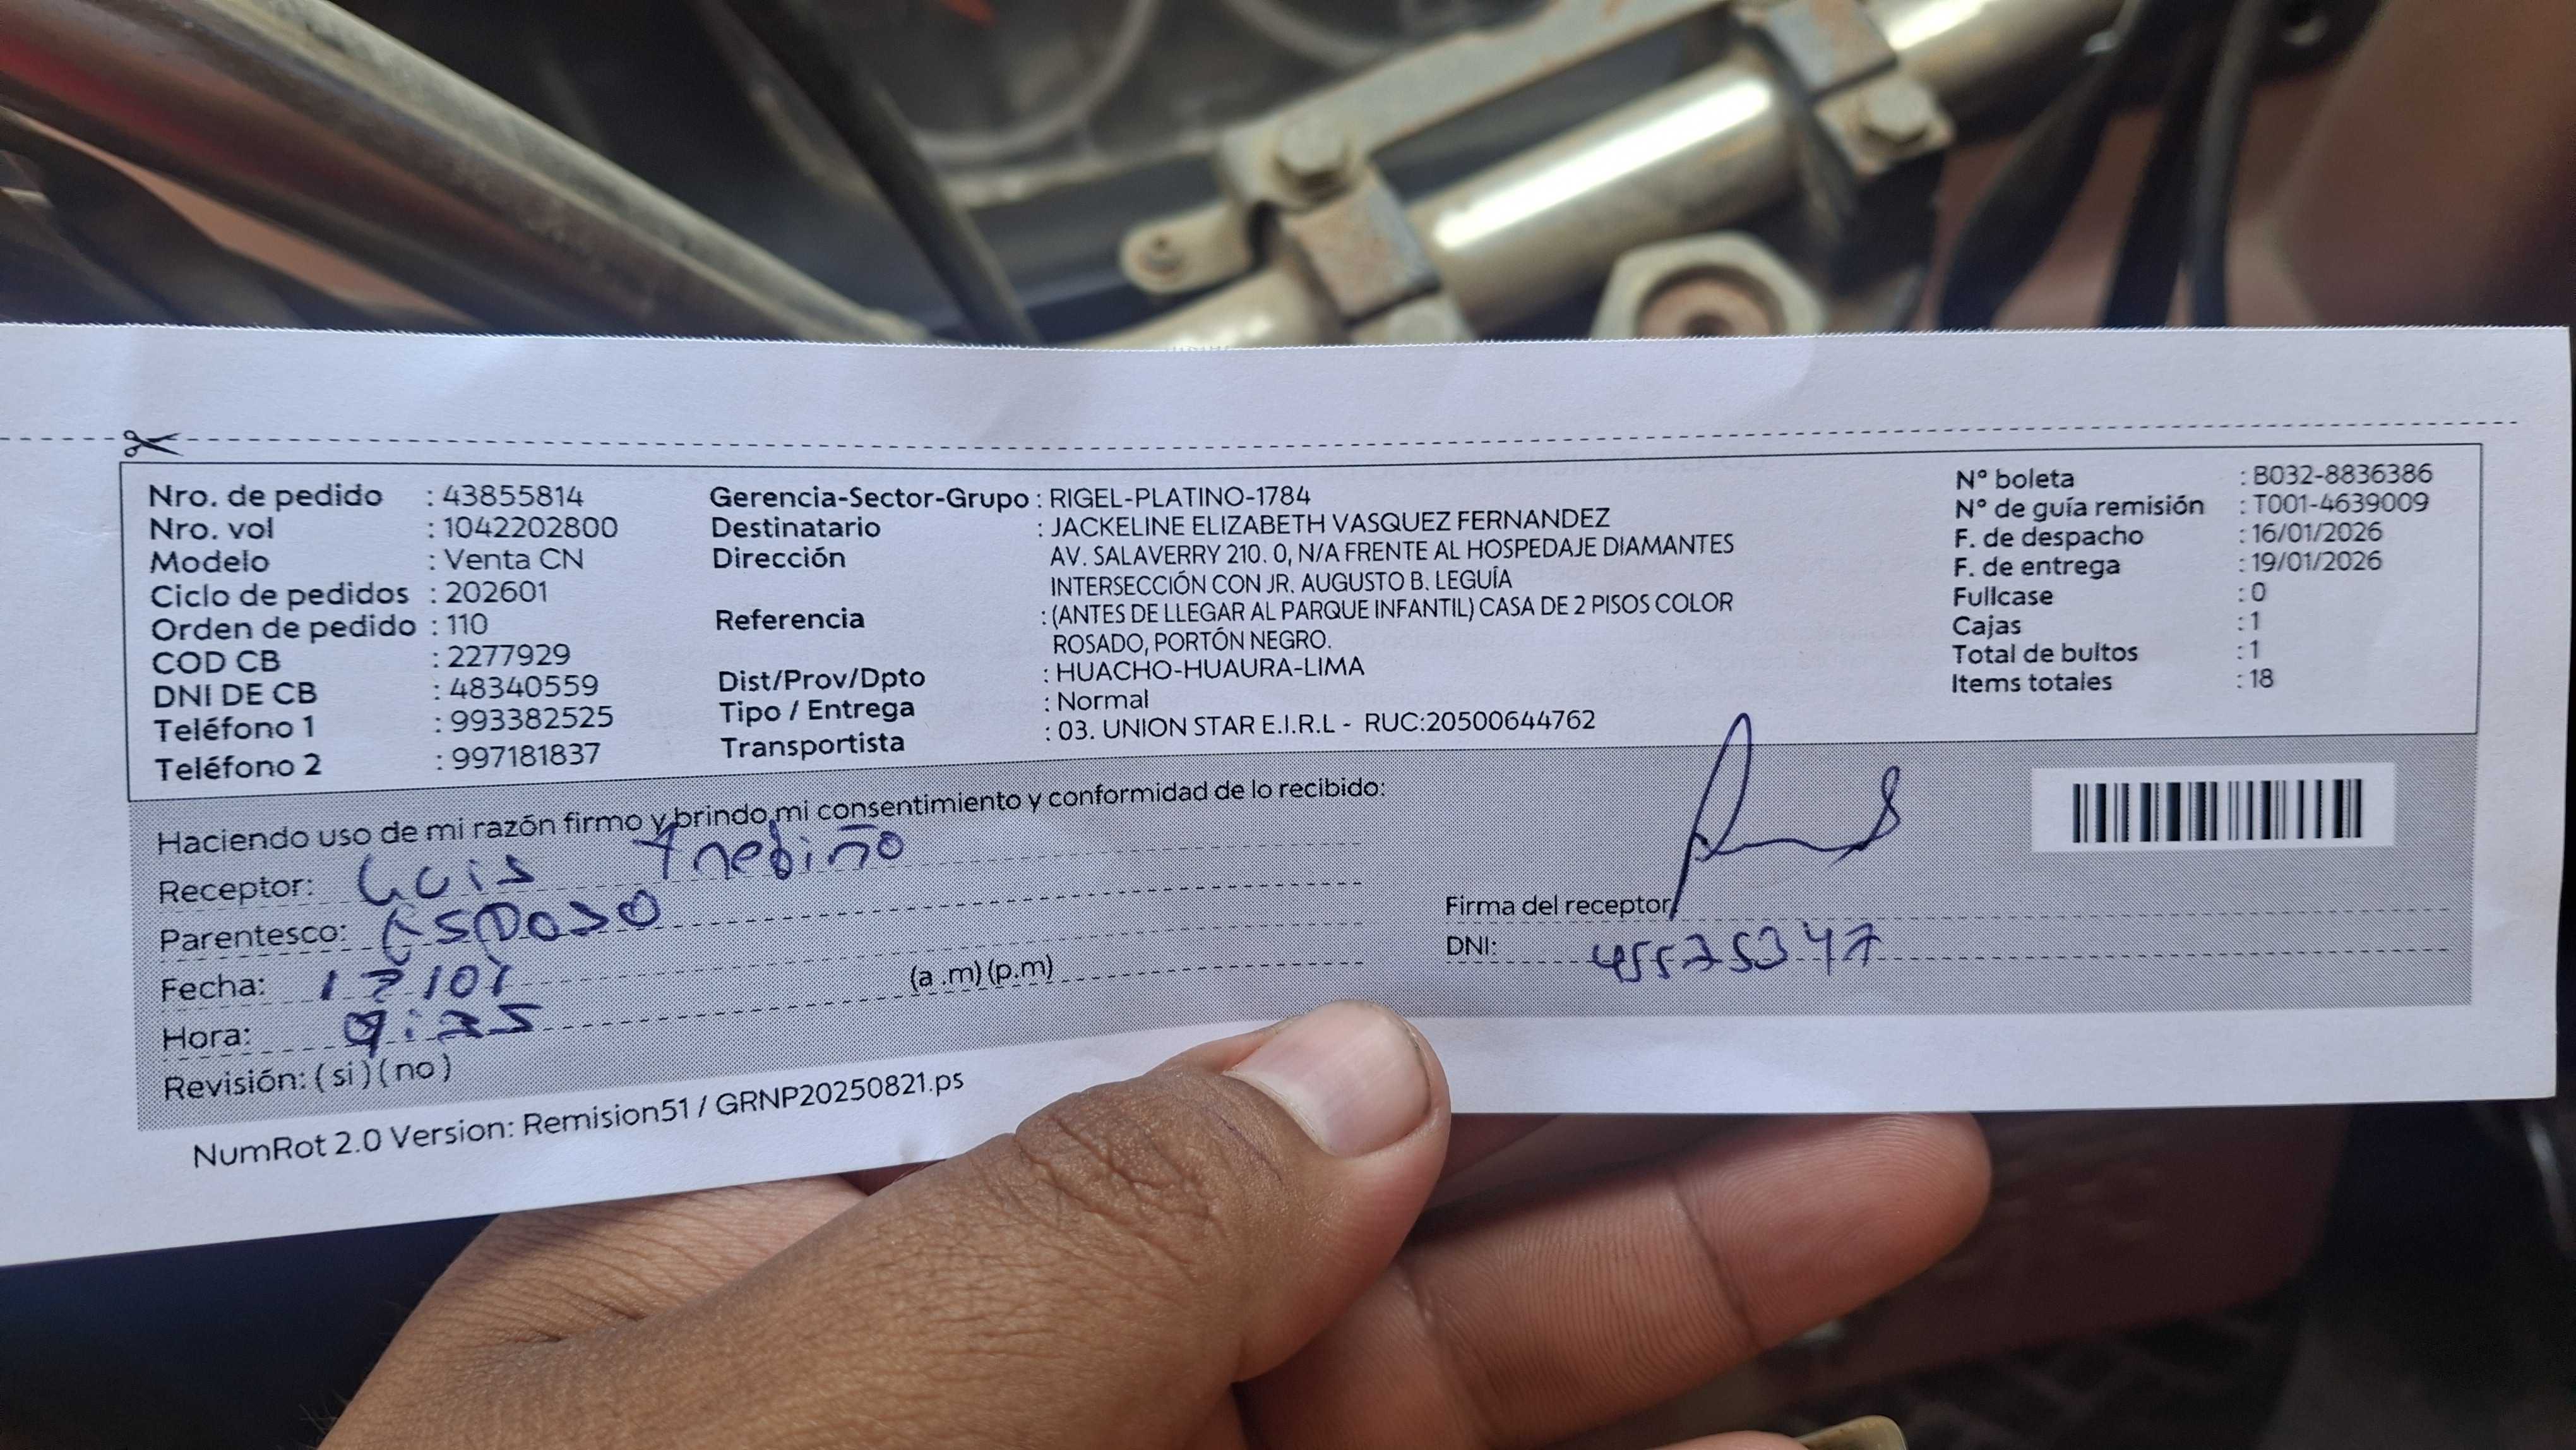 Nro. de pedido : 43855814
Nro. vol : 1042202800
Modelo : Venta CN
Ciclo de pedidos : 202601
Orden de pedido : 110
COD CB : 2277929
DNI DE CB : 48340559
Teléfono 1 : 993382525
Teléfono 2 : 997181837
Gerencia-Sector-Grupo : RIGEL-PLATINO-1784
Destinatario : JACKELINE ELIZABETH VASQUEZ FERNANDEZ
Dirección AV. SALAVERRY 210. 0, N/A FRENTE AL HOSPEDAJE DIAMANTES
INTERSECCIÓN CON JR. AUGUSTO B. LEGUÍA
Referencia : (ANTES DE LLEGAR AL PARQUE INFANTIL) CASA DE 2 PISOS COLOR
ROSADO, PORTÓN NEGRO.
Dist/Prov/Dpto : HUACHO-HUAURA-LIMA
Tipo / Entrega : Normal
Transportista : 03. UNION STAR E.I.R.L - RUC:20500644762
Nº boleta : B032-8836386
Nº de guía remisión : T001-4639009
F. de despacho : 16/01/2026
F. de entrega : 19/01/2026
Fullcase : 0
Cajas : 1
Total de bultos : 1
Items totales : 18
Haciendo uso de mi razón firmo y brindo mi consentimiento y conformidad de lo recibido:
Receptor: Luis
Parentesco: Esposo
Fecha:
Hora: (a .m) (p.m)
Revisión: ( si ) ( no )
Firma del receptor
DNI:
NumRot 2.0 Version: Remision51 / GRNP20250821.ps